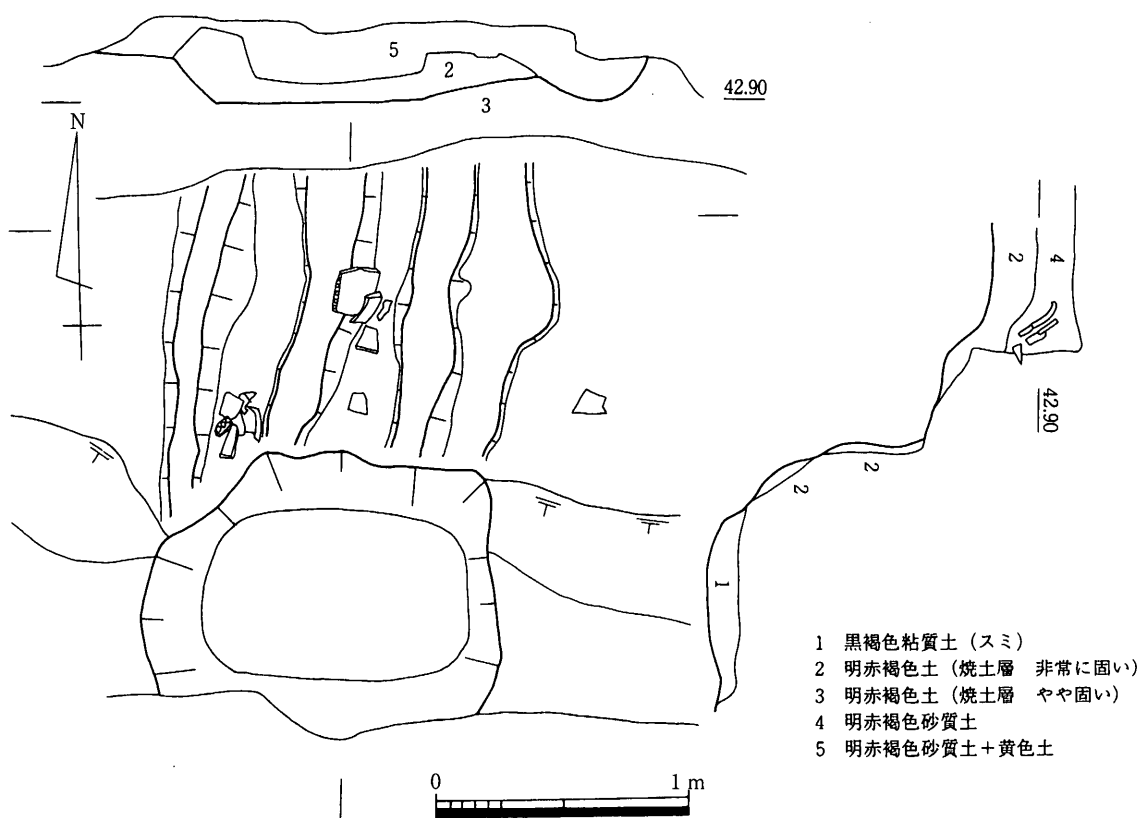 5
2
42.90
3
N
2
4
42.90
2
2
1
1 黒褐色粘質土（スミ）
2 明赤褐色土（焼土層　非常に固い）
3 明赤褐色土（焼土層　やや固い）
4 明赤褐色砂質土
5 明赤褐色砂質土＋黄色土
0 1 m